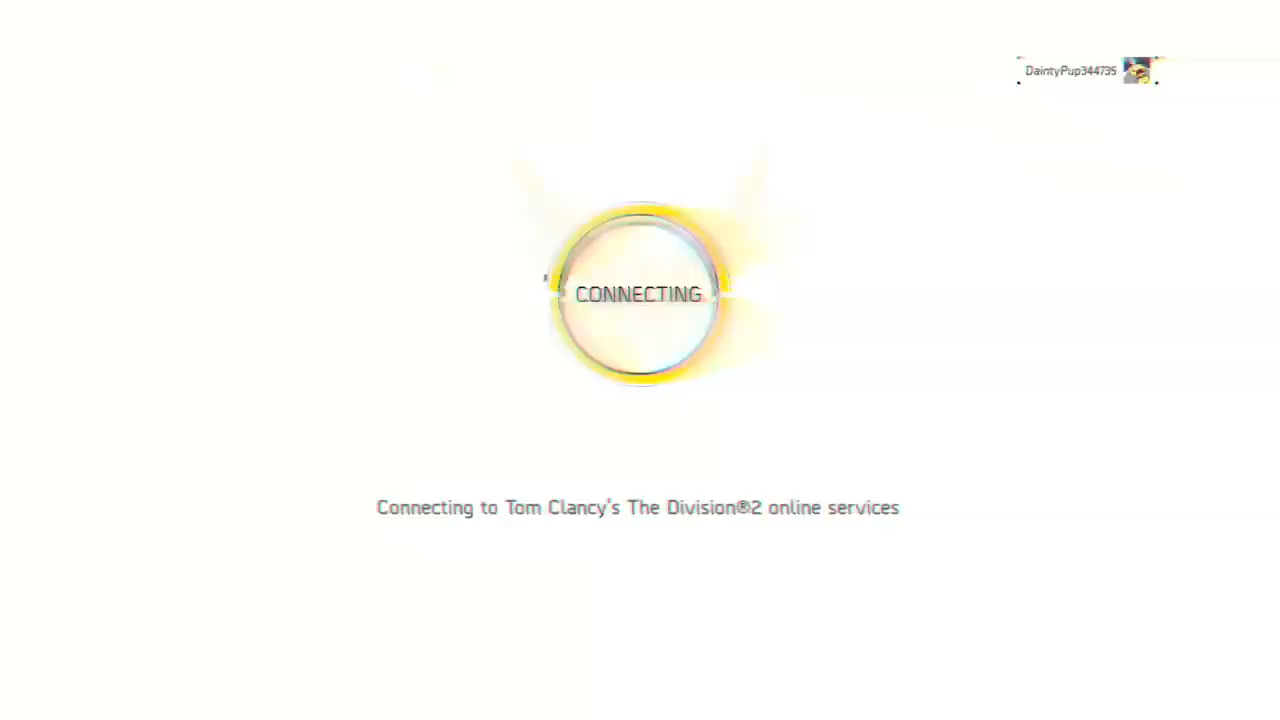 DaintyPup344735
CONNECTING
Connecting to Tom Clancy's The Division®2 online services